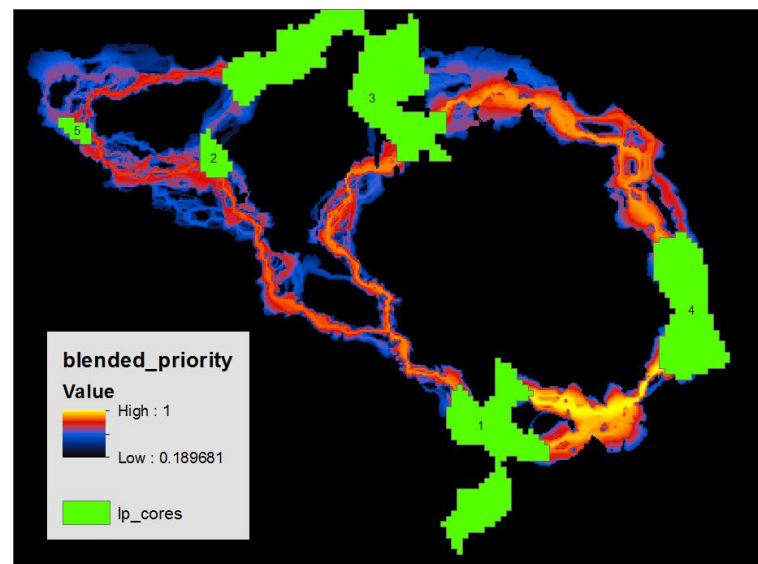 3
5
2
4
1
blended_priority
Value
High : 1
Low : 0.189681
lp_cores